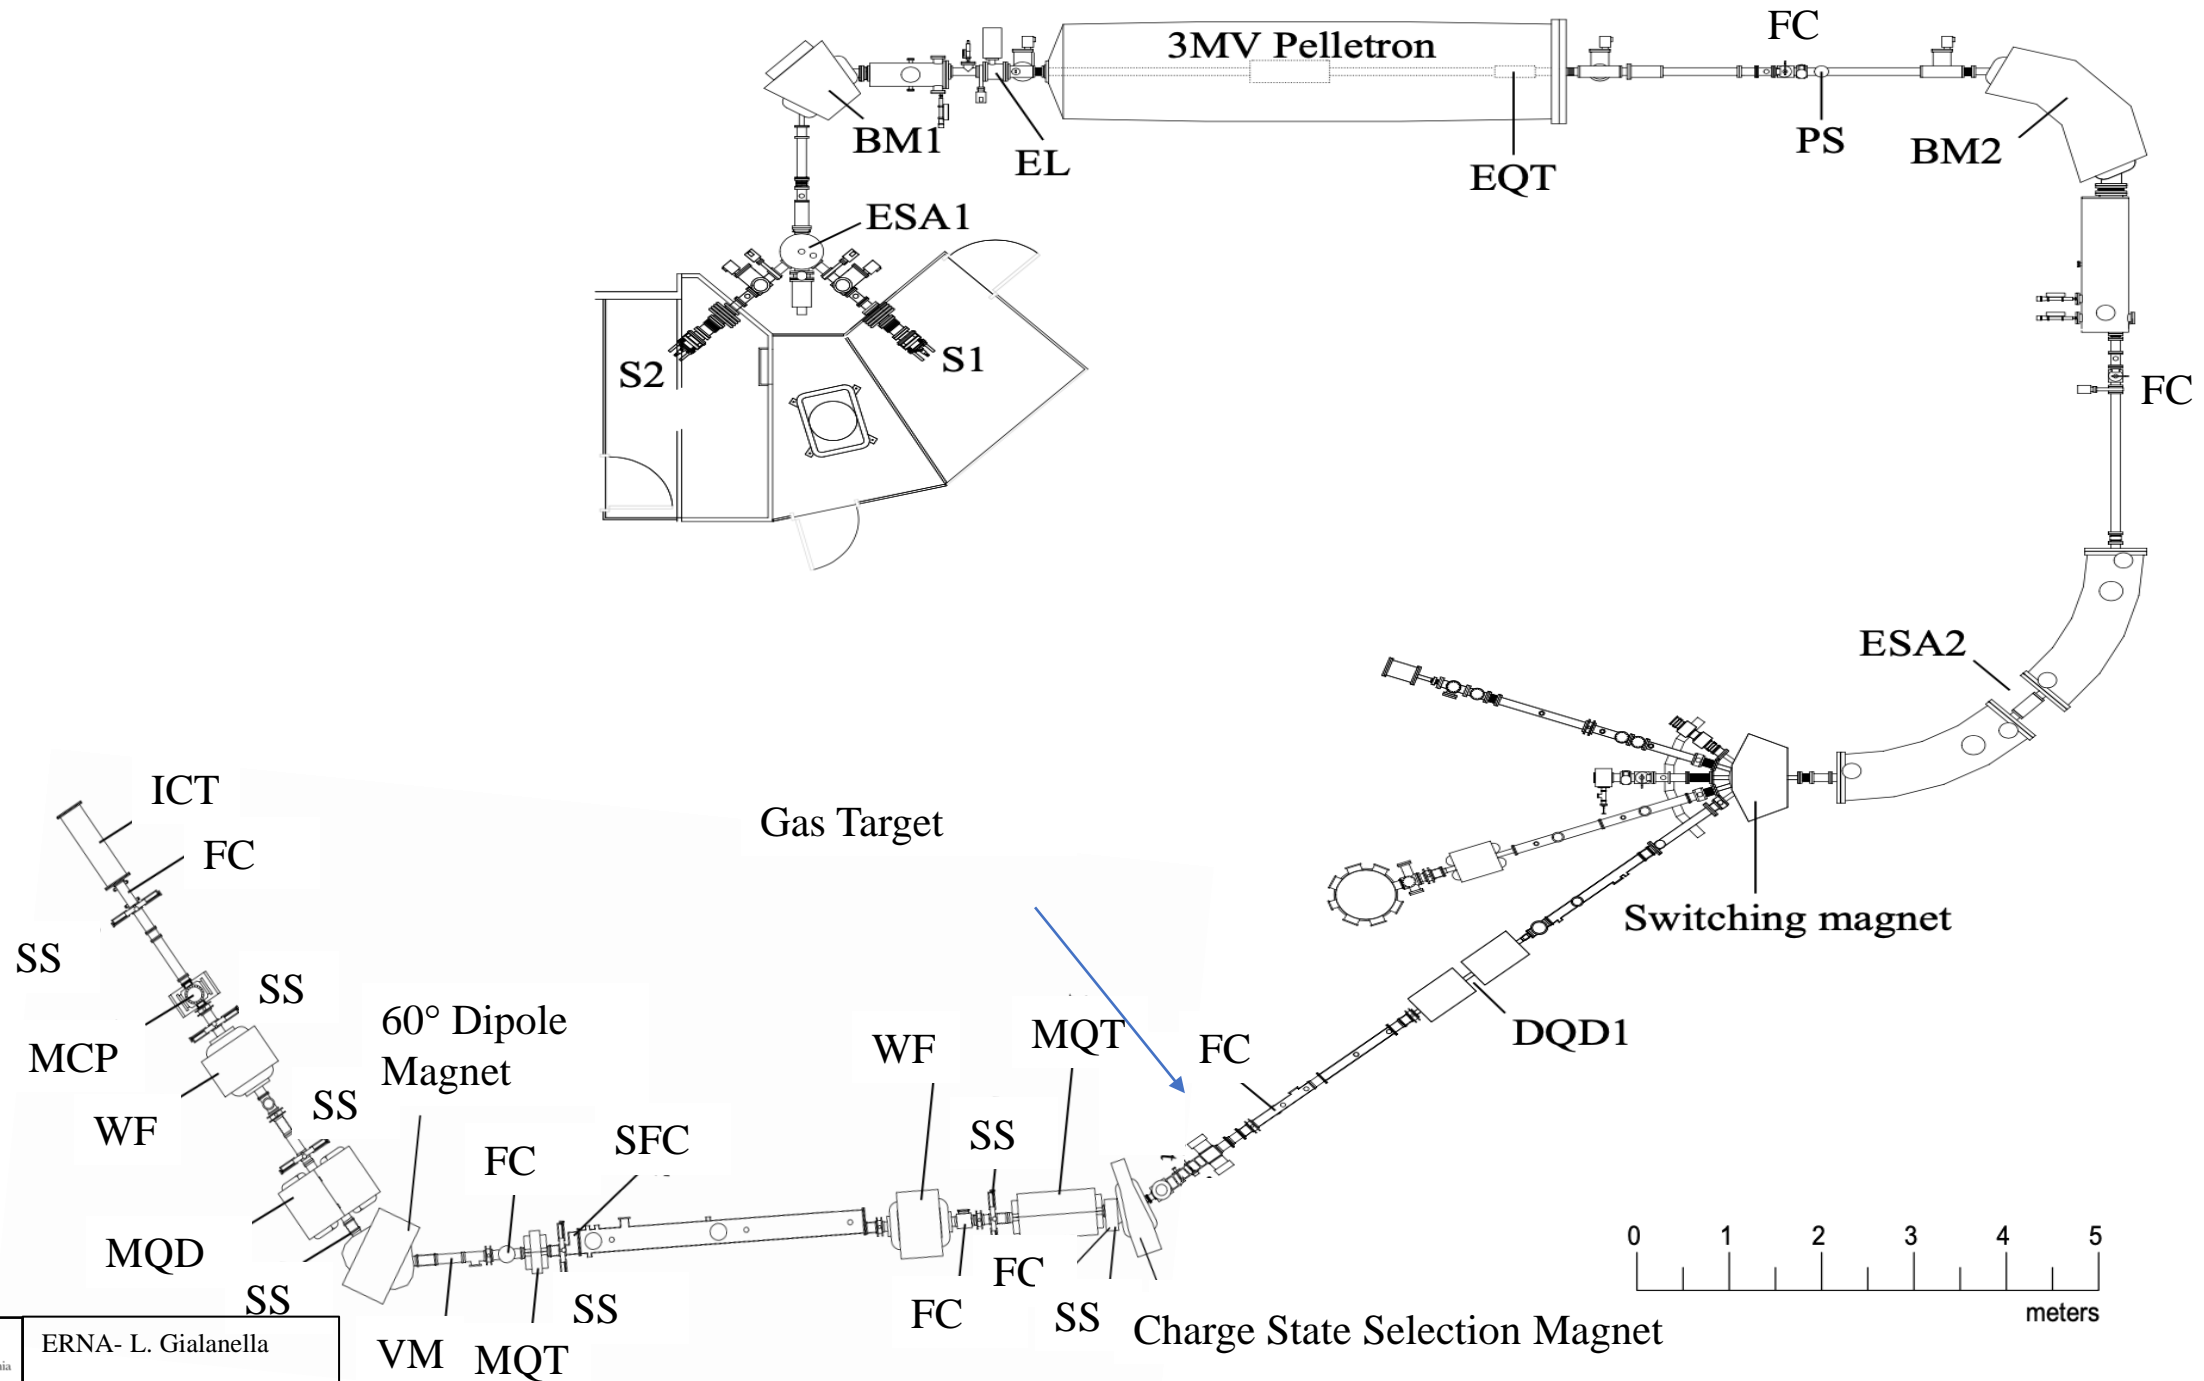 FC
3MV Pelletron
BM1
EL
EQT
PS
BM2
ESA1
S2
S1
FC
ESA2
ICT
Gas Target
FC
Switching magnet
SS
SS
60° Dipole
Magnet
MCP
WF
MQT
FC
DQD1
SS
WF
SFC
SS
FC
MQD
FC
SS
SS
FC
SS
Charge State Selection Magnet
VM
MQT
0 1 2 3 4 5
meters
ERNA- L. Gialanella